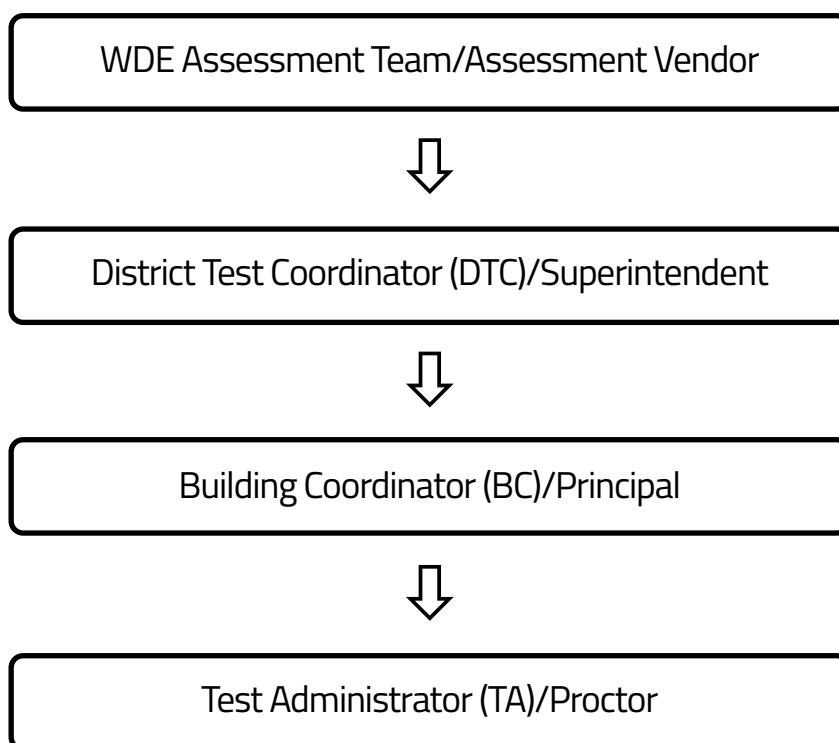 WDE Assessment Team/Assessment Vendor
District Test Coordinator (DTC)/Superintendent
Building Coordinator (BC)/Principal
Test Administrator (TA)/Proctor